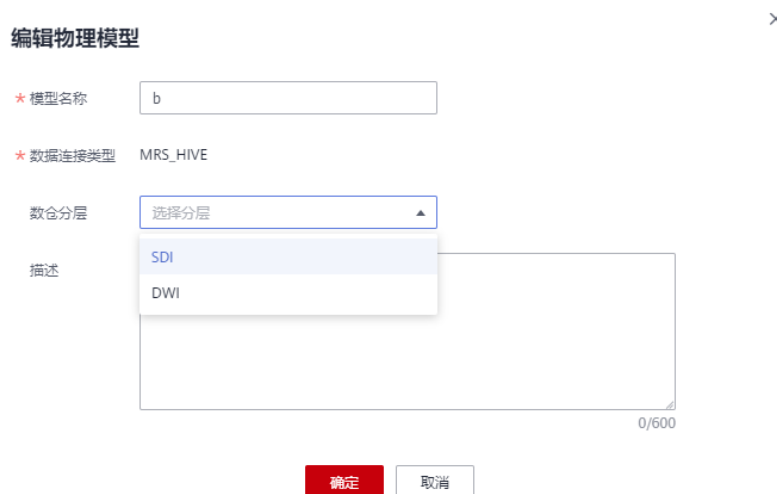 编辑物理模型
* 模型名称 b
* 数据连接类型 MRS_HIVE
数仓分层 选择分层
SDI
描述
DWI
0/600
确定 取消